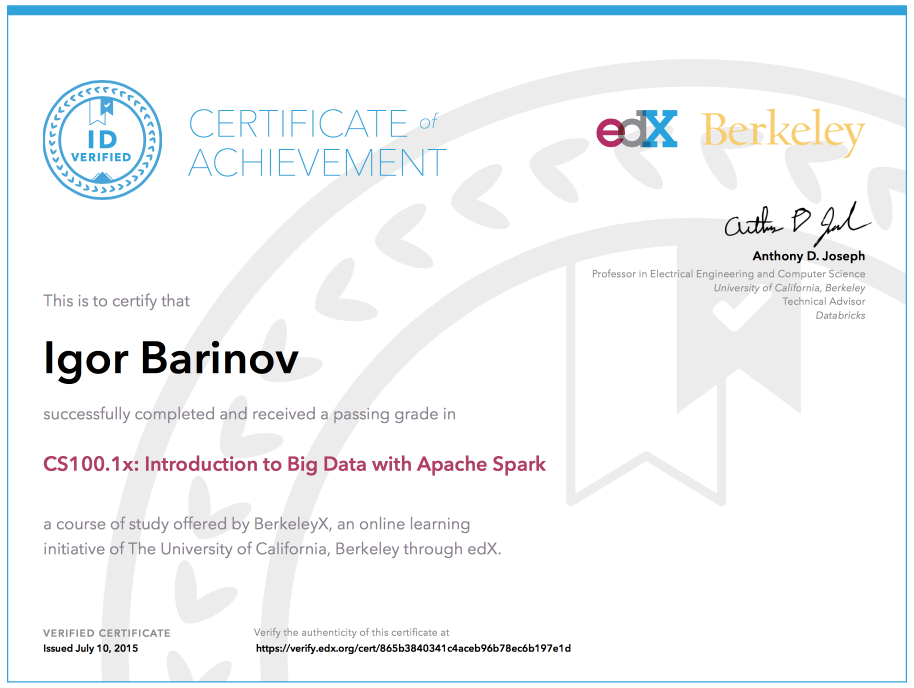 ID
VERIFIED
CERTIFICATE of
ACHIEVEMENT
edX Berkeley
Anthony D. Joseph
Professor in Electrical Engineering and Computer Science
University of California, Berkeley
Technical Advisor
Databricks
This is to certify that
Igor Barinov
successfully completed and received a passing grade in
CS100.1x: Introduction to Big Data with Apache Spark
a course of study offered by BerkeleyX, an online learning
initiative of The University of California, Berkeley through edX.
VERIFIED CERTIFICATE
Issued July 10, 2015
Verify the authenticity of this certificate at
https://verify.edx.org/cert/865b3840341c4aceb96b78ec6b197e1d